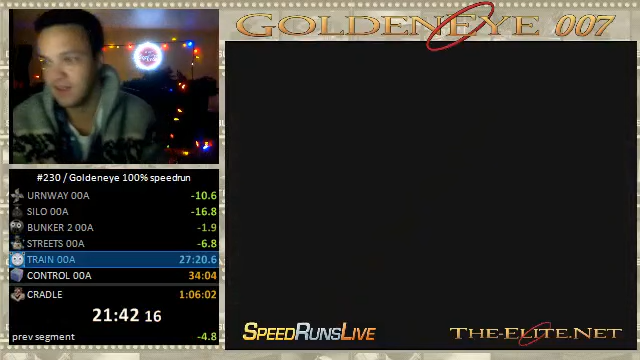 GOLDENEYE 007
#230 / Goldeneye 100% speedrun
URNWAY 00A -10.6
SILO 00A -16.8
BUNKER 2 00A -1.9
STREETS 00A -6.8
TRAIN 00A 27:20.6
CONTROL 00A 34:04
CRADLE 1:06:02
21:42 16
prev segment -4.8
SPEEDRUNSLIVE
THE-ELITE.NET